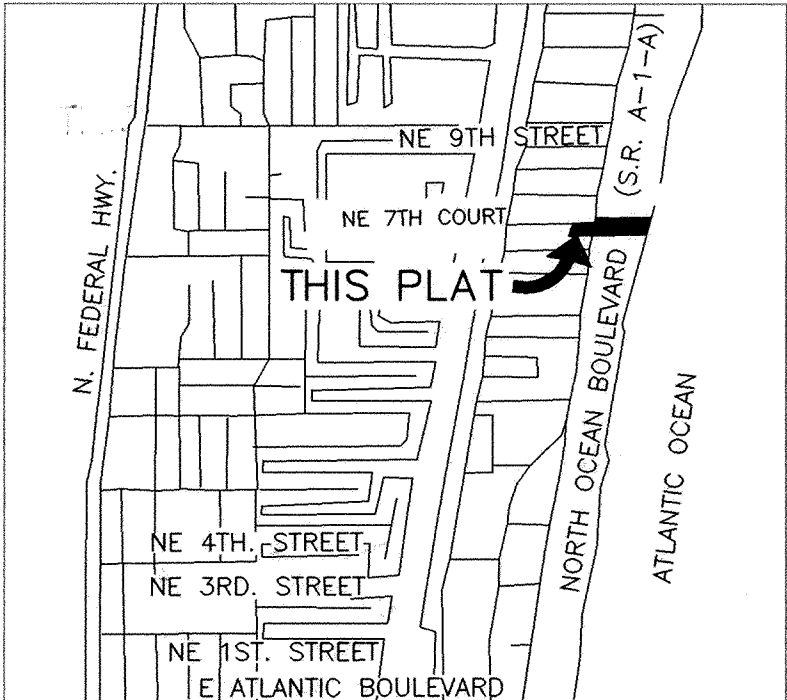 (S.R. A-1-A)
NE 9TH STREET
N. FEDERAL HWY.
NE 7TH COURT
THIS PLAT
NORTH OCEAN BOULEVARD
ATLANTIC OCEAN
NE 4TH. STREET
NE 3RD. STREET
NE 1ST. STREET
E ATLANTIC BOULEVARD